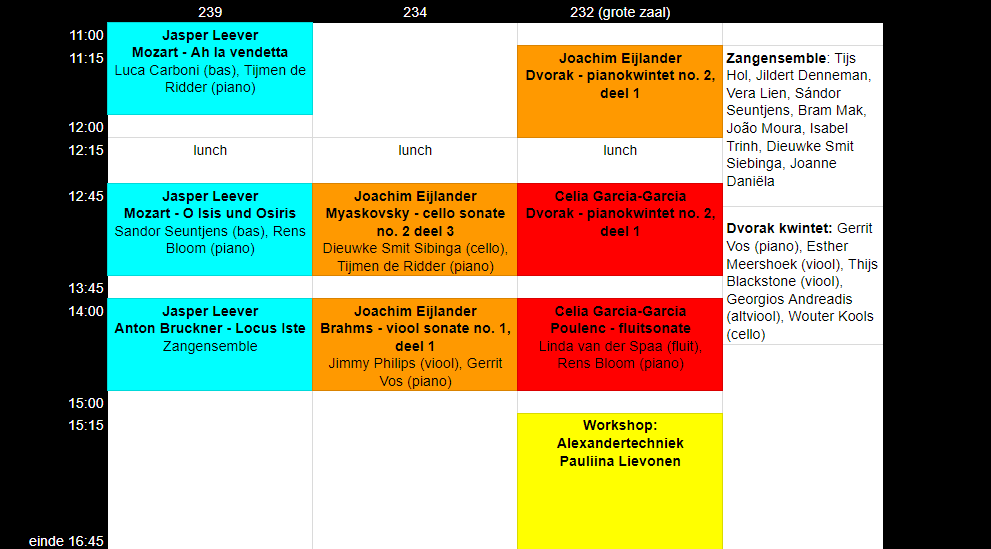 239 234 232 (grote zaal)
11:00
Jasper Leever
Mozart - Ah la vendetta
Luca Carboni (bas), Tijmen de
Ridder (piano)
11:15
Joachim Eijlander
Dvorak - pianokwintet no. 2,
deel 1
Zangensemble: Tijs
Hol, Jildert Denneman,
Vera Lien, Sándor
Seuntjens, Bram Mak,
João Moura, Isabel
Trinh, Dieuwke Smit
Siebinga, Joanne
Daniëla
12:00
12:15 lunch lunch lunch
12:45
Jasper Leever
Mozart - O Isis und Osiris
Sandor Seuntjens (bas), Rens
Bloom (piano)
Joachim Eijlander
Myaskovsky - cello sonate
no. 2 deel 3
Dieuwke Smit Sibinga (cello),
Tijmen de Ridder (piano)
Celia Garcia-Garcia
Dvorak - pianokwintet no. 2,
deel 1
Dvorak kwintet: Gerrit
Vos (piano), Esther
Meershoek (viool), Thijs
Blackstone (viool),
Georgios Andreadis
(altviool), Wouter Kools
(cello)
13:45
14:00
Jasper Leever
Anton Bruckner - Locus Iste
Zangensemble
Joachim Eijlander
Brahms - viool sonate no. 1,
deel 1
Jimmy Philips (viool), Gerrit
Vos (piano)
Celia Garcia-Garcia
Poulenc - fluitsonate
Linda van der Spaa (fluit),
Rens Bloom (piano)
15:00
15:15
Workshop:
Alexandertechniek
Pauliina Lievonen
einde 16:45